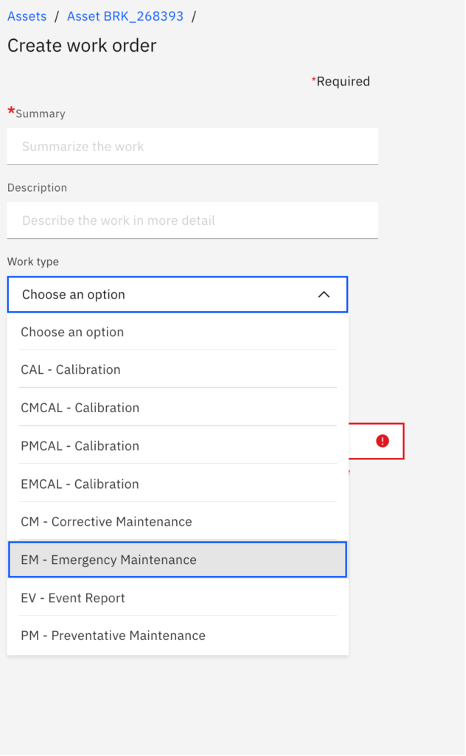 Assets / Asset BRK_268393 /
Create work order
*Required
*Summary
Summarize the work
Description
Describe the work in more detail
Work type
Choose an option
Choose an option
CAL - Calibration
CMCAL - Calibration
PMCAL - Calibration
EMCAL - Calibration
CM - Corrective Maintenance
EM - Emergency Maintenance
EV - Event Report
PM - Preventative Maintenance